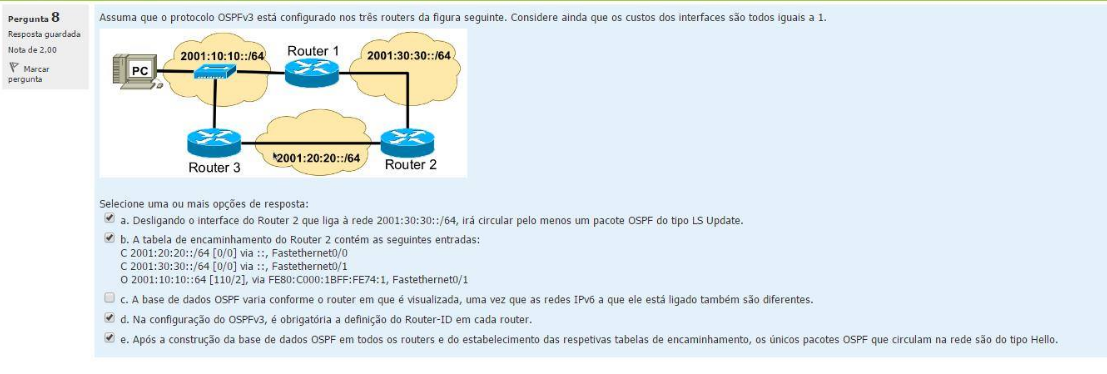 Pergunta 8
Resposta guardada
Nota de 2,00
Marcar
pergunta
Assuma que o protocolo OSPFv3 está configurado nos três routers da figura seguinte. Considere ainda que os custos dos interfaces são todos iguais a 1.
2001:10:10::/64
Router 1
2001:30:30::/64
PC
2001:20:20::/64
Router 3
Router 2
Selecione uma ou mais opções de resposta:
a. Desligando o interface do Router 2 que liga à rede 2001:30:30::/64, irá circular pelo menos um pacote OSPF do tipo LS Update.
b. A tabela de encaminhamento do Router 2 contém as seguintes entradas:
C 2001:20:20::/64 [0/0] via ::, Fastethernet0/0
C 2001:30:30::/64 [0/0] via ::, Fastethernet0/1
O 2001:10:10::64 [110/2], via FE80:C000:1BFF:FE74:1, Fastethernet0/1
c. A base de dados OSPF varia conforme o router em que é visualizada, uma vez que as redes IPv6 a que ele está ligado também são diferentes.
d. Na configuração do OSPFv3, é obrigatória a definição do Router-ID em cada router.
e. Após a construção da base de dados OSPF em todos os routers e do estabelecimento das respetivas tabelas de encaminhamento, os únicos pacotes OSPF que circulam na rede são do tipo Hello.